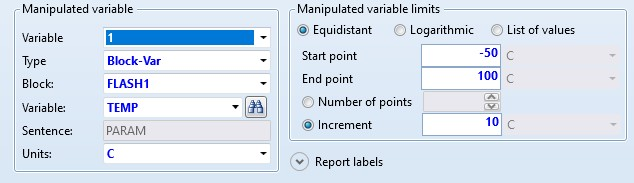 Manipulated variable
Variable 1
Type Block-Var
Block: FLASH1
Variable: TEMP
Sentence: PARAM
Units: C
Manipulated variable limits
Equidistant Logarithmic List of values
Start point -50 C
End point 100 C
Number of points
Increment 10 C
Report labels